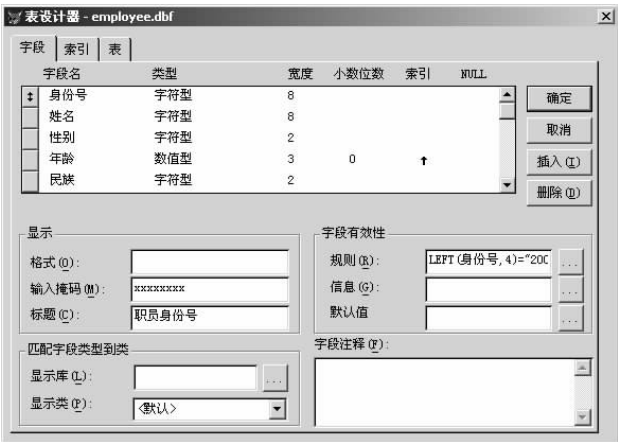 表设计器 - employee.dbf
字段 索引 表
字段名 类型 宽度 小数位数 索引 NULL
身份号 字符型 8
姓名 字符型 8
性别 字符型 2
年龄 数值型 3 0
民族 字符型 2
确定
取消
插入(I)
删除(D)
显示
格式(O):
输入掩码(M): xxxxxxxx
标题(C): 职员身份号
字段有效性
规则(R): LEFT(身份号,4)="200
信息(G):
默认值
匹配字段类型到类
显示库(L):
显示类(P): <默认>
字段注释(F):